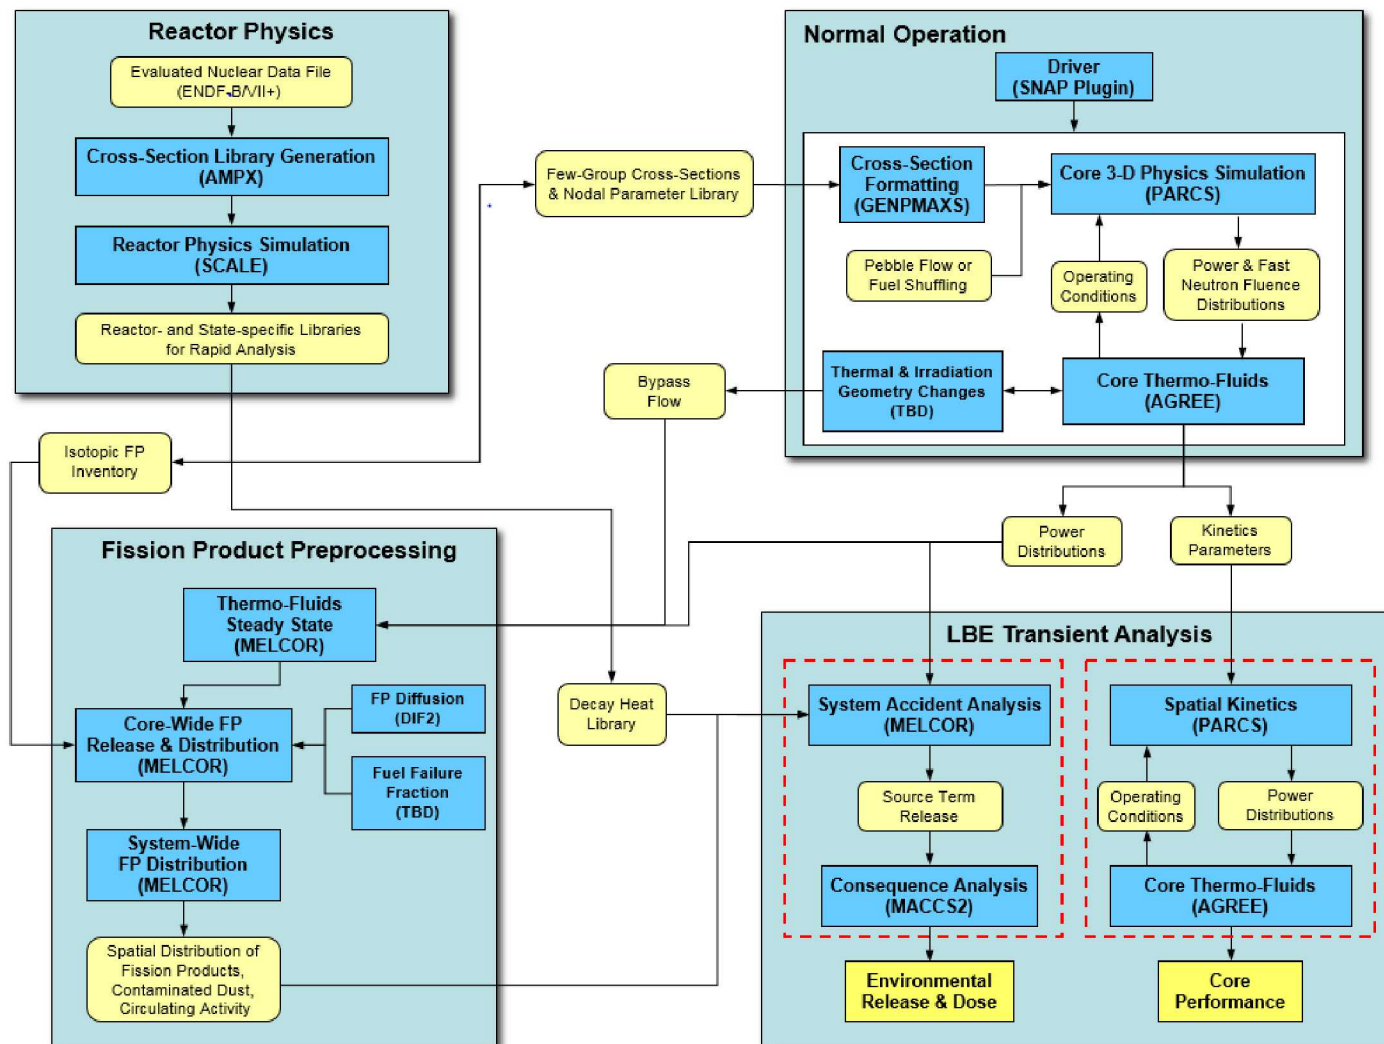 Reactor Physics
Evaluated Nuclear Data File
(ENDF-B/VII+)
Cross-Section Library Generation
(AMPX)
Reactor Physics Simulation
(SCALE)
Reactor- and State-specific Libraries
for Rapid Analysis
Few-Group Cross-Sections
& Nodal Parameter Library
Normal Operation
Driver
(SNAP Plugin)
Cross-Section
Formatting
(GENPMAXS)
Core 3-D Physics Simulation
(PARCS)
Pebble Flow or
Fuel Shuffling
Operating
Conditions
Power & Fast
Neutron Fluence
Distributions
Thermal & Irradiation
Geometry Changes
(TBD)
Core Thermo-Fluids
(AGREE)
Bypass
Flow
Isotopic FP
Inventory
Power
Distributions
Kinetics
Parameters
Fission Product Preprocessing
Thermo-Fluids
Steady State
(MELCOR)
Core-Wide FP
Release & Distribution
(MELCOR)
FP Diffusion
(DIF2)
Fuel Failure
Fraction
(TBD)
System-Wide
FP Distribution
(MELCOR)
Spatial Distribution of
Fission Products,
Contaminated Dust,
Circulating Activity
Decay Heat
Library
LBE Transient Analysis
System Accident Analysis
(MELCOR)
Source Term
Release
Consequence Analysis
(MACCS2)
Environmental
Release & Dose
Spatial Kinetics
(PARCS)
Operating
Conditions
Power
Distributions
Core Thermo-Fluids
(AGREE)
Core
Performance